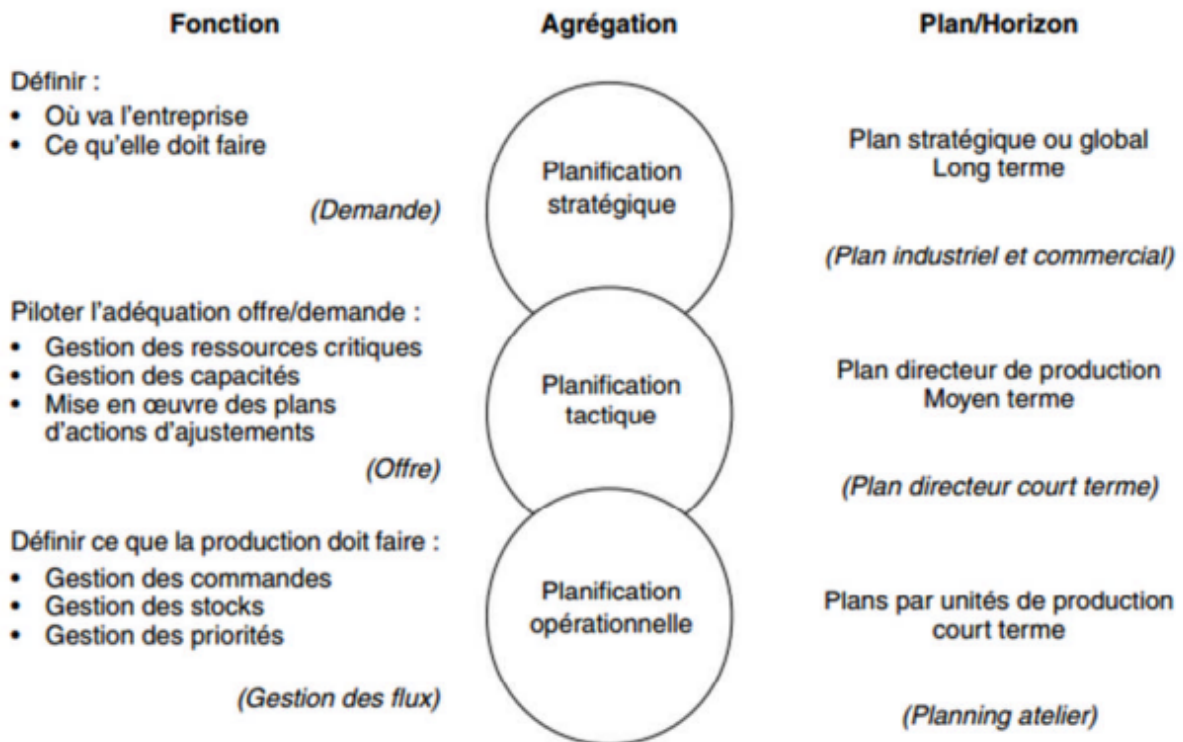 Fonction
Agrégation
Plan/Horizon
Définir :
• Où va l'entreprise
• Ce qu'elle doit faire
(Demande)
Planification
stratégique
Plan stratégique ou global
Long terme
(Plan industriel et commercial)
Piloter l'adéquation offre/demande :
• Gestion des ressources critiques
• Gestion des capacités
• Mise en œuvre des plans
d'actions d'ajustements
(Offre)
Planification
tactique
Plan directeur de production
Moyen terme
(Plan directeur court terme)
Définir ce que la production doit faire :
• Gestion des commandes
• Gestion des stocks
• Gestion des priorités
(Gestion des flux)
Planification
opérationnelle
Plans par unités de production
court terme
(Planning atelier)